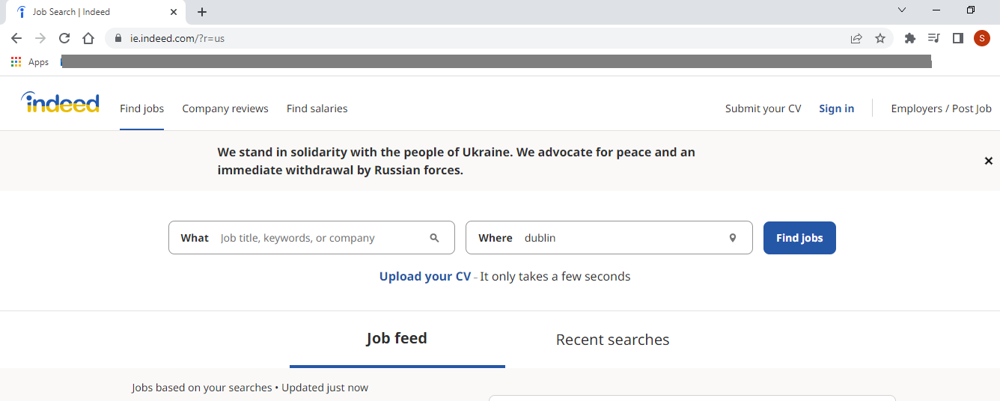 Job Search | Indeed
ie.indeed.com/?r=us
S
Apps
indeed
Find jobs Company reviews Find salaries Submit your CV Sign in Employers / Post Job
We stand in solidarity with the people of Ukraine. We advocate for peace and an
immediate withdrawal by Russian forces.
What Job title, keywords, or company Where dublin Find jobs
Upload your CV - It only takes a few seconds
Job feed Recent searches
Jobs based on your searches • Updated just now